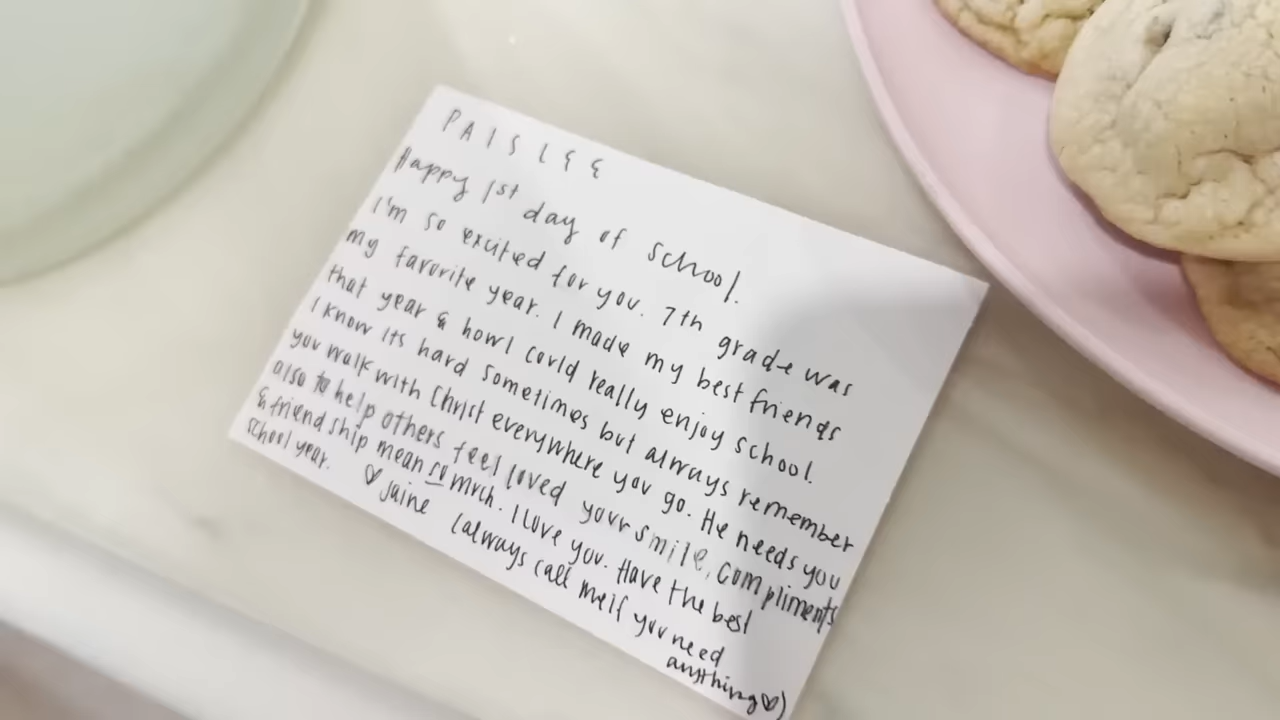 PAISLEE
Happy 1st day of school.
I'm so excited for you. 7th grade was
my favorite year. I made my best friends
that year & how I could really enjoy school.
I know its hard sometimes but always remember
you walk with Christ everywhere you go. He needs you
also to help others feel loved your smile, compliments
& friendship mean so much. I love you. Have the best
school year.
♡ Jaine (always call me if you need
anything ♡)